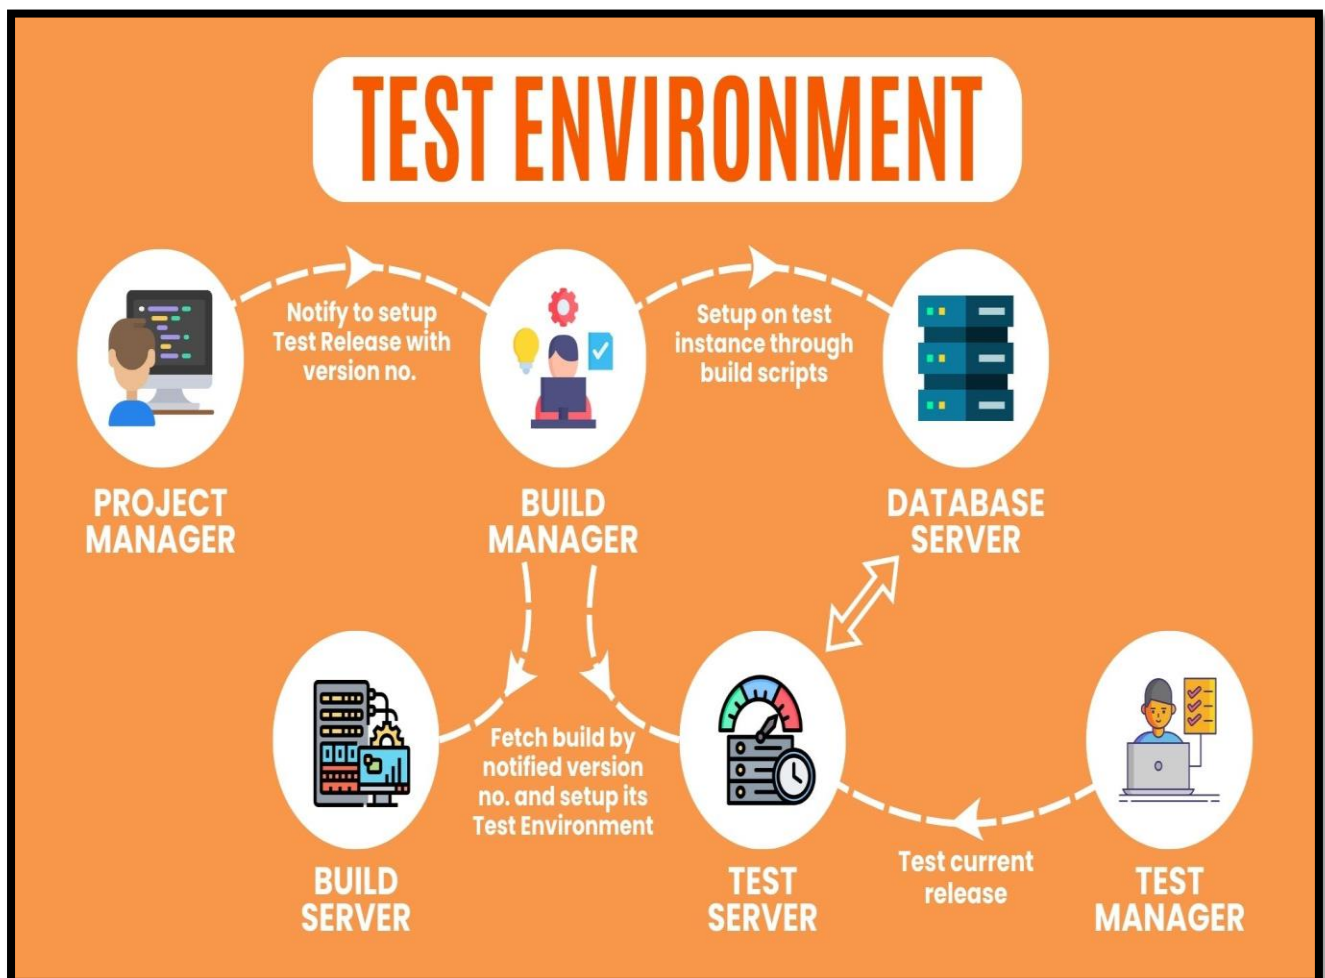 TEST ENVIRONMENT
Notify to setup
Test Release with
version no.
Setup on test
instance through
build scripts
PROJECT
MANAGER
BUILD
MANAGER
DATABASE
SERVER
Fetch build by
notified version
no. and setup its
Test Environment
Test current
release
BUILD
SERVER
TEST
SERVER
TEST
MANAGER